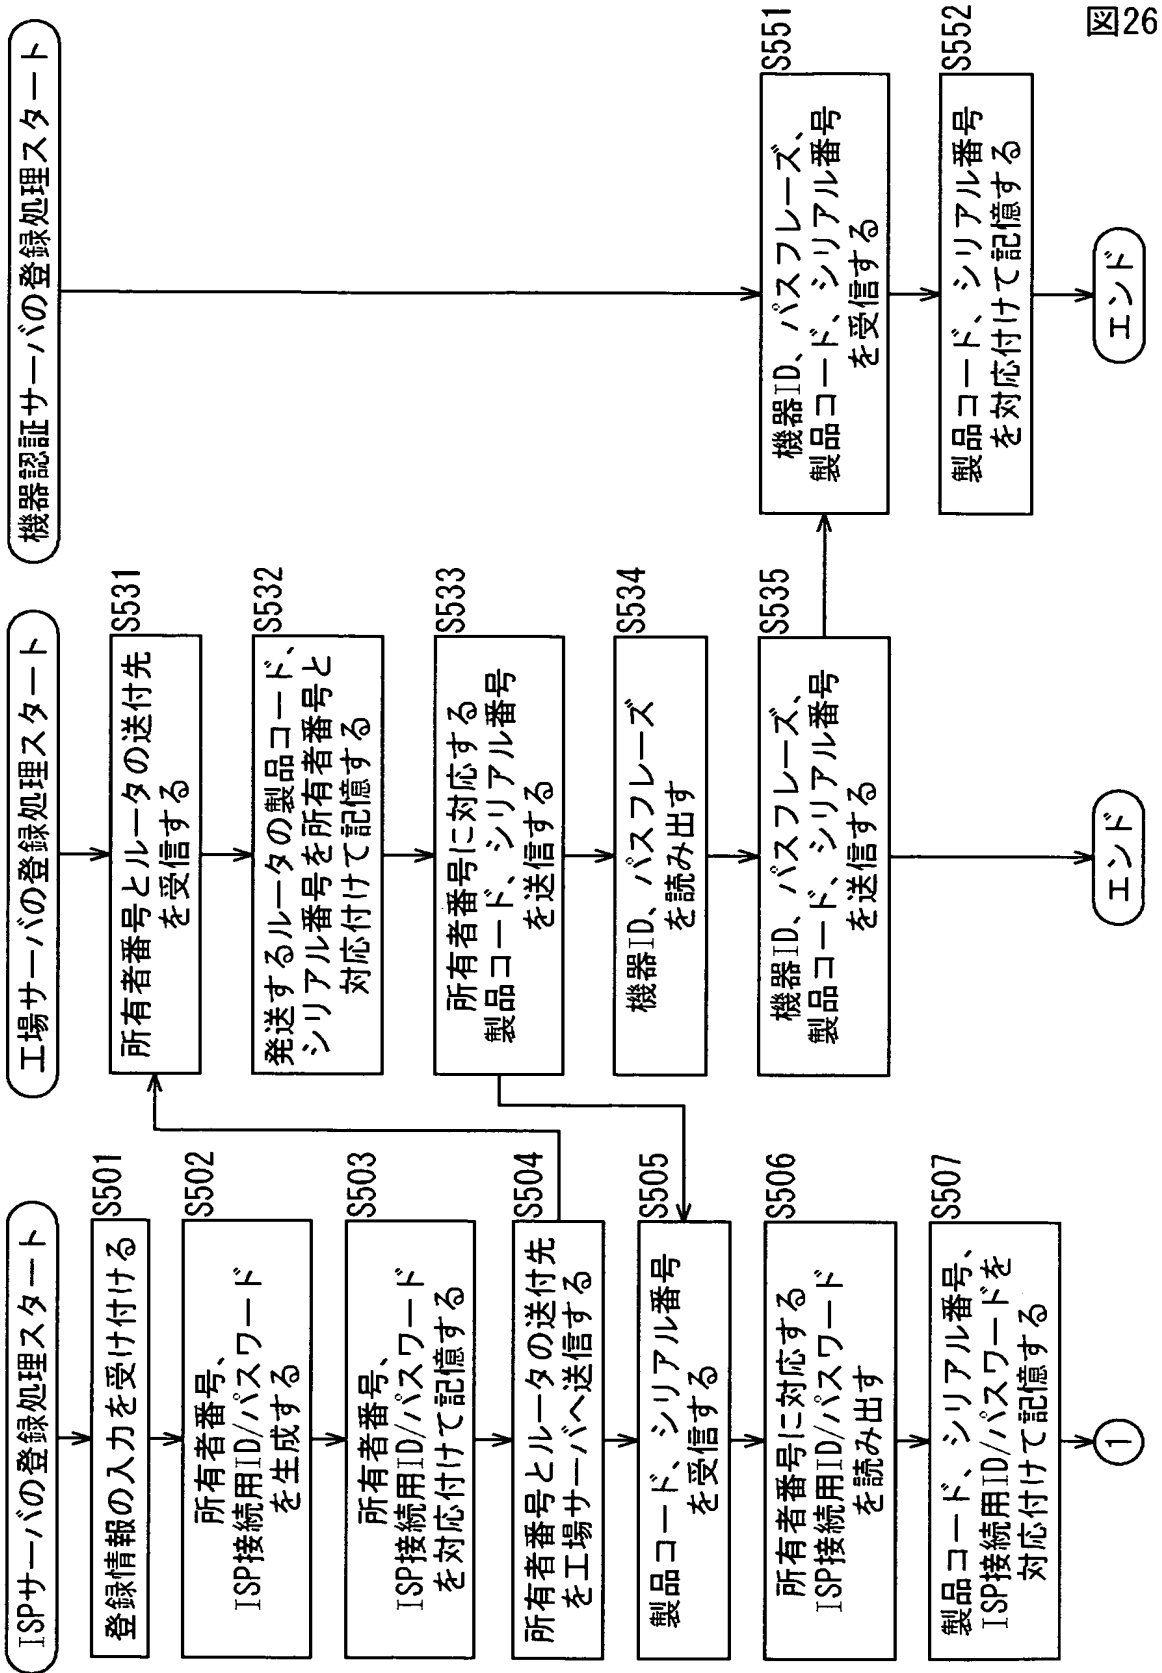 図26
ISPサーバの登録処理スタート
S501
登録情報の入力を受け付ける
S502
所有者番号、
ISP接続用ID/パスワード
を生成する
S503
所有者番号、
ISP接続用ID/パスワード
を対応付けて記憶する
S504
所有者番号とルータの送付先
を工場サーバへ送信する
S505
製品コード、シリアル番号
を受信する
S506
所有者番号に対応する
ISP接続用ID/パスワード
を読み出す
S507
製品コード、シリアル番号、
ISP接続用ID/パスワードを
対応付けて記憶する
1
工場サーバの登録処理スタート
S531
所有者番号とルータの送付先
を受信する
S532
発送するルータの製品コード、
シリアル番号を所有者番号と
対応付けて記憶する
S533
所有者番号に対応する
製品コード、シリアル番号
を送信する
S534
機器ID、パスフレーズ
を読み出す
S535
機器ID、パスフレーズ、
製品コード、シリアル番号
を送信する
エンド
機器認証サーバの登録処理スタート
S551
機器ID、パスフレーズ、
製品コード、シリアル番号
を受信する
S552
製品コード、シリアル番号
を対応付けて記憶する
エンド